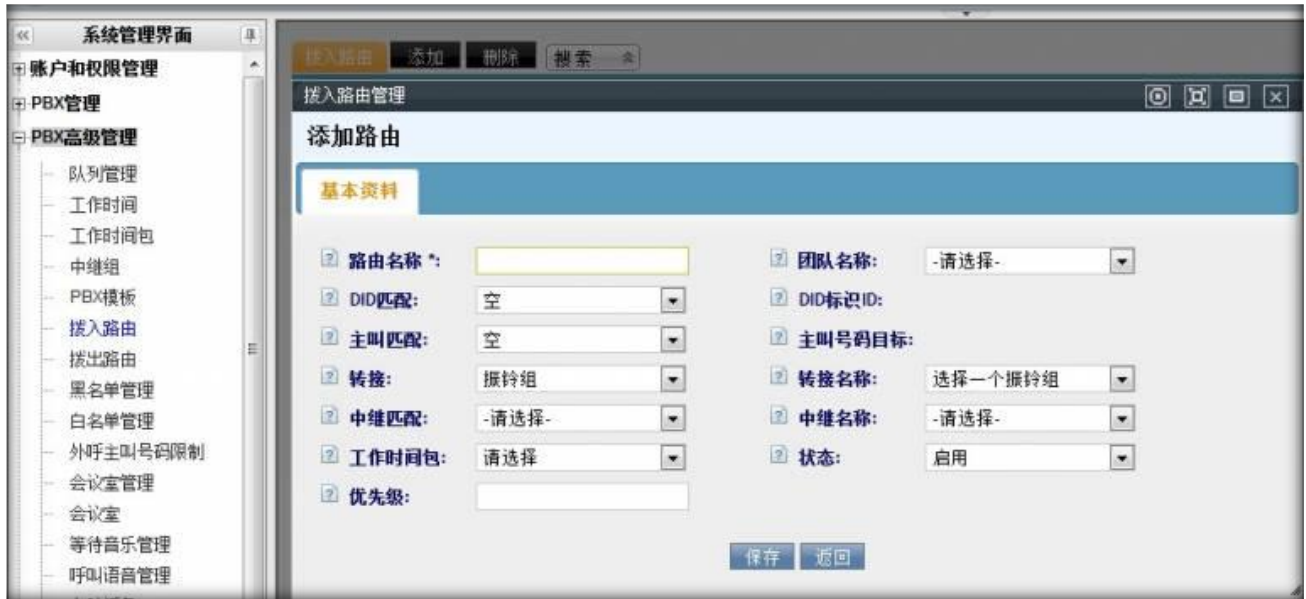 系统管理界面
账户和权限管理
PBX管理
PBX高级管理
队列管理
工作时间
工作时间包
中继组
PBX模板
拨入路由
拨出路由
黑名单管理
白名单管理
外呼主叫号码限制
会议室管理
会议室
等待音乐管理
呼叫语音管理
拨入路由 添加 删除 搜索
拨入路由管理
添加路由
基本资料
路由名称 *: 团队名称: -请选择-
DID匹配: 空 DID标识ID:
主叫匹配: 空 主叫号码目标:
转接: 振铃组 转接名称: 选择一个振铃组
中继匹配: -请选择- 中继名称: -请选择-
工作时间包: 请选择 状态: 启用
优先级:
保存 返回